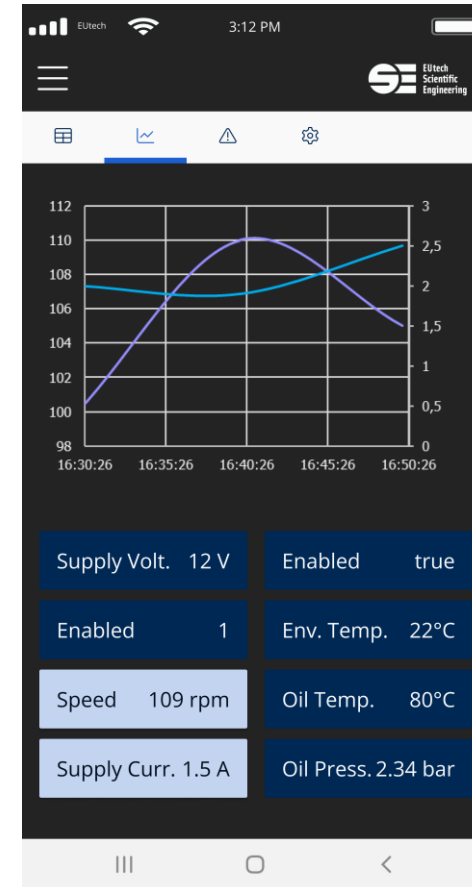 EUtech 3:12 PM
EUtech
Scientific
Engineering
112 3
110 2,5
108 2
106 1,5
104 1
102 0,5
100
98 0
16:30:26 16:35:26 16:40:26 16:45:26 16:50:26
Supply Volt. 12 V Enabled true
Enabled 1 Env. Temp. 22°C
Speed 109 rpm Oil Temp. 80°C
Supply Curr. 1.5 A Oil Press. 2.34 bar